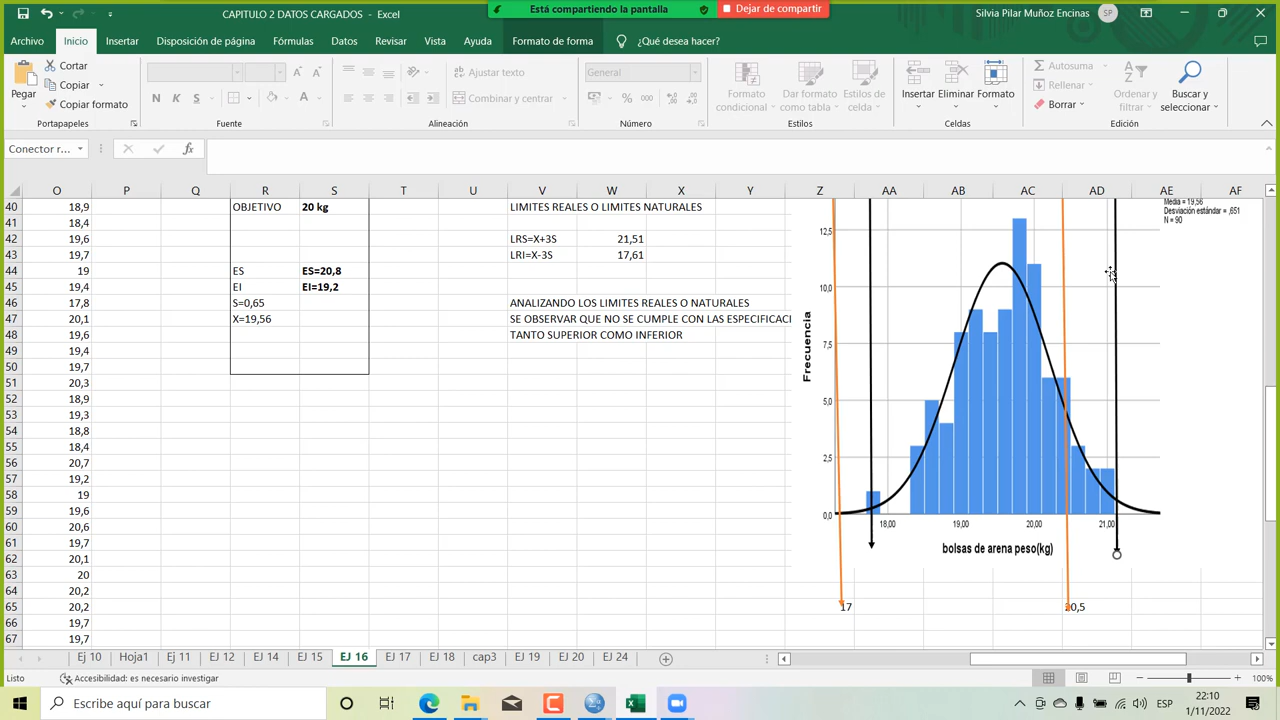 CAPITULO 2 DATOS CARGADOS - Excel
Está compartiendo la pantalla
Dejar de compartir
Silvia Pilar Muñoz Encinas
SP
Archivo
Inicio
Insertar
Disposición de página
Fórmulas
Datos
Revisar
Vista
Ayuda
Formato de forma
¿Qué desea hacer?
Pegar
Cortar
Copiar
Copiar formato
Portapapeles
N K S
Fuente
Ajustar texto
Combinar y centrar
Alineación
General
% 000
Número
Formato condicional
Dar formato como tabla
Estilos de celda
Estilos
Insertar
Eliminar
Formato
Celdas
Autosuma
Rellenar
Borrar
Ordenar y filtrar
Buscar y seleccionar
Edición
Conector r...
fx
O P Q R S T U V W X Y Z AA AB AC AD AE AF
40 18,9 OBJETIVO 20 kg LIMITES REALES O LIMITES NATURALES
41 18,4
42 19,6 LRS=X+3S 21,51
43 19,7 LRI=X-3S 17,61
44 19 ES ES=20,8
45 19,4 EI EI=19,2
46 17,8 S=0,65 ANALIZANDO LOS LIMITES REALES O NATURALES
47 20,1 X=19,56 SE OBSERVAR QUE NO SE CUMPLE CON LAS ESPECIFICACI
48 19,6 TANTO SUPERIOR COMO INFERIOR
49 19,4
50 19,7
51 20,3
52 18,9
53 19,3
54 18,8
55 18,4
56 20,7
57 19,2
58 19
59 19,6
60 20,6
61 19,7
62 20,1
63 20
64 20,2
65 20,2
66 19,7
67 19,7
Media = 19,56
Desviación estándar = ,651
N = 90
Frecuencia
12,5
10,0
7,5
5,0
2,5
0,0
18,00 19,00 20,00 21,00
bolsas de arena peso(kg)
17 20,5
Ej 10 Hoja1 Ej 11 EJ 12 EJ 14 EJ 15 EJ 16 EJ 17 EJ 18 cap3 EJ 19 EJ 20 EJ 24
Listo
Accesibilidad: es necesario investigar
100%
Escribe aquí para buscar
ESP
22:10
1/11/2022